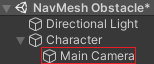 NavMesh Obstacle*
Directional Light
Character
Main Camera